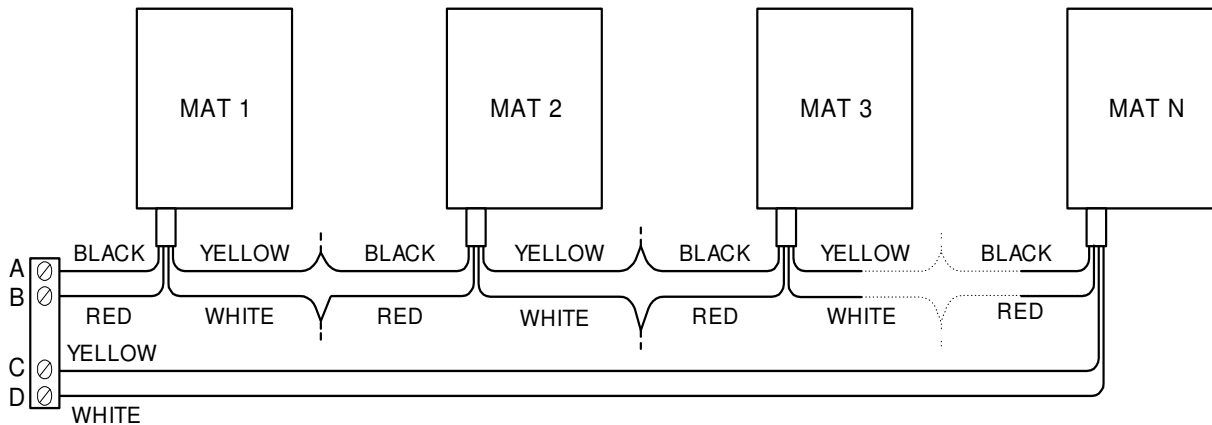 MAT 1
MAT 2
MAT 3
MAT N
BLACK
YELLOW
BLACK
YELLOW
BLACK
YELLOW
BLACK
A
B
RED
WHITE
RED
WHITE
RED
WHITE
RED
YELLOW
C
D
WHITE